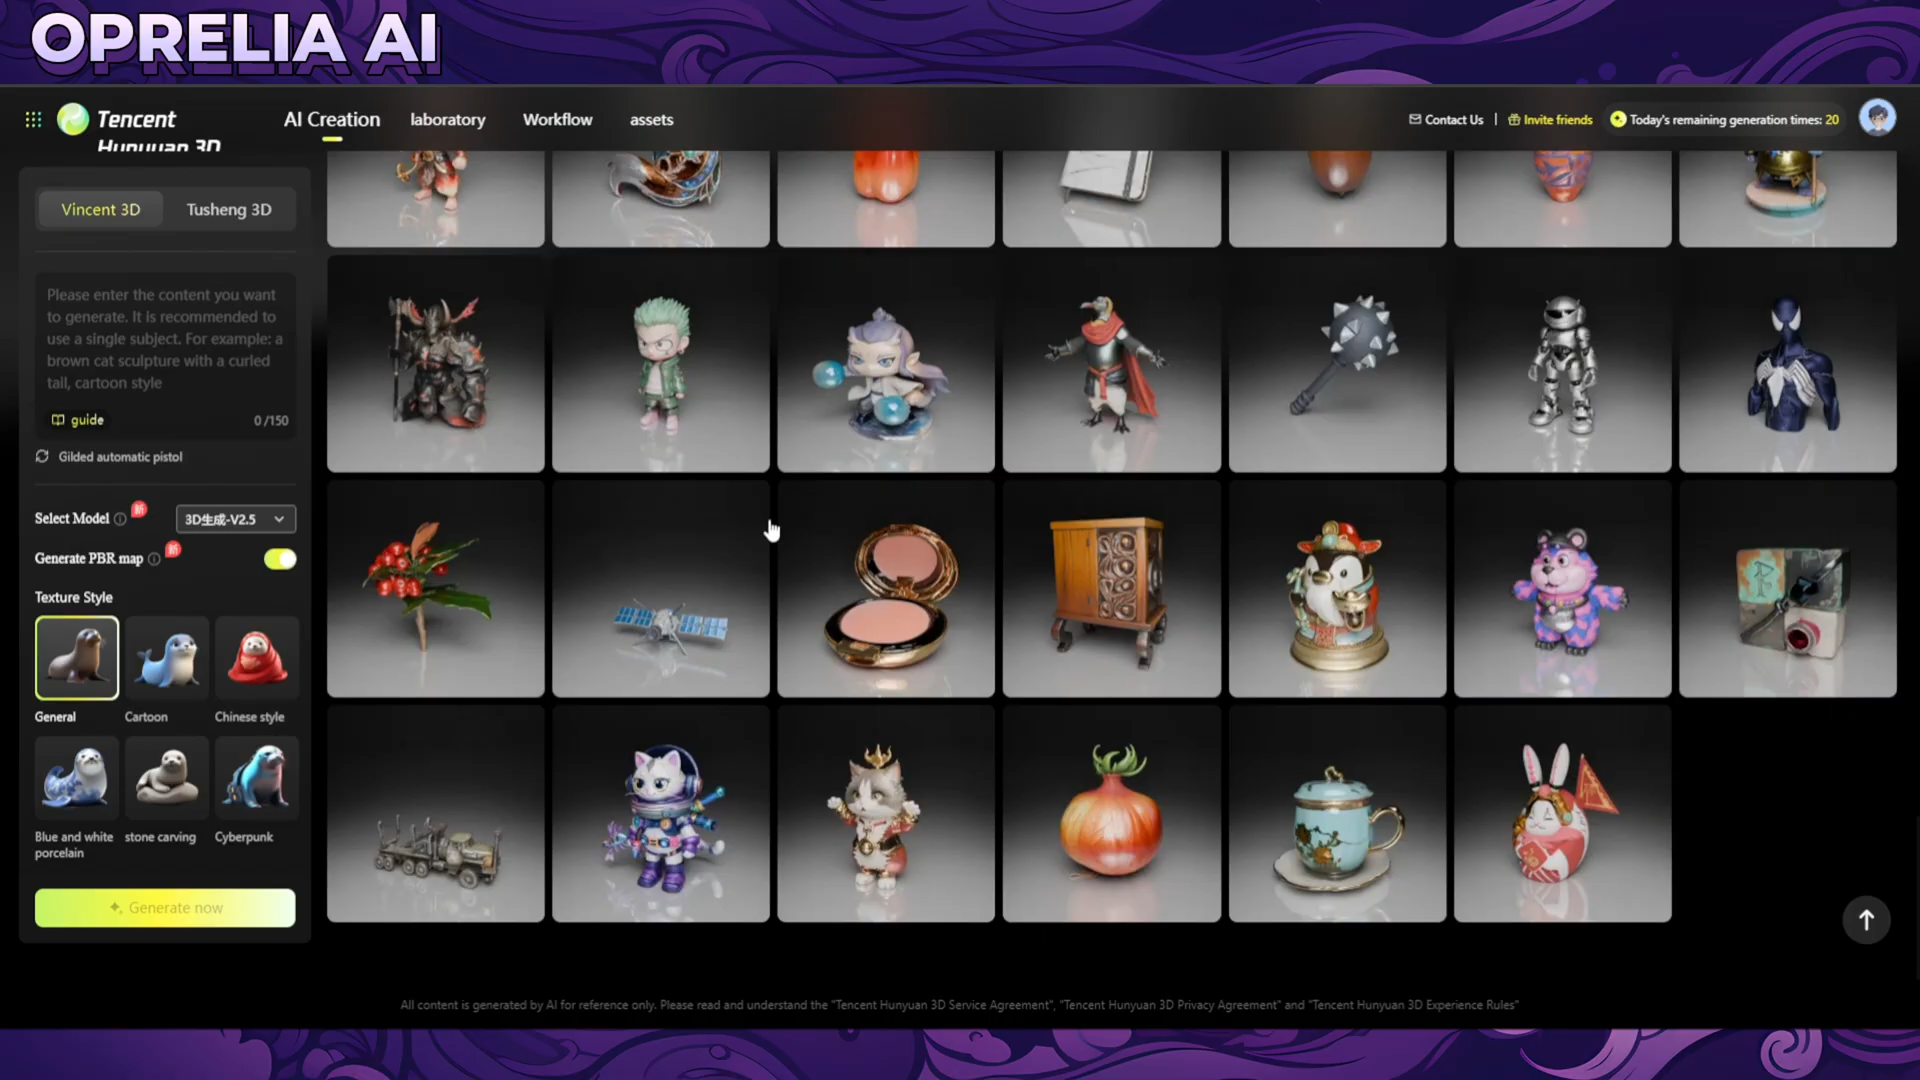 OPRELIA AI
Tencent
Hunyuan 3D
AI Creation
laboratory
Workflow
assets
Contact Us
Invite friends
Today's remaining generation times: 20
Vincent 3D
Tusheng 3D
Please enter the content you want
to generate. It is recommended to
use a single subject. For example: a
brown cat sculpture with a curled
tall, cartoon style
guide
0 /150
Gilded automatic pistol
Select Model
新
3D生成-V2.5
Generate PBR map
新
Texture Style
General
Cartoon
Chinese style
Blue and white
porcelain
stone carving
Cyberpunk
Generate now
All content is generated by AI for reference only. Please read and understand the "Tencent Hunyuan 3D Service Agreement", "Tencent Hunyuan 3D Privacy Agreement" and "Tencent Hunyuan 3D Experience Rules"